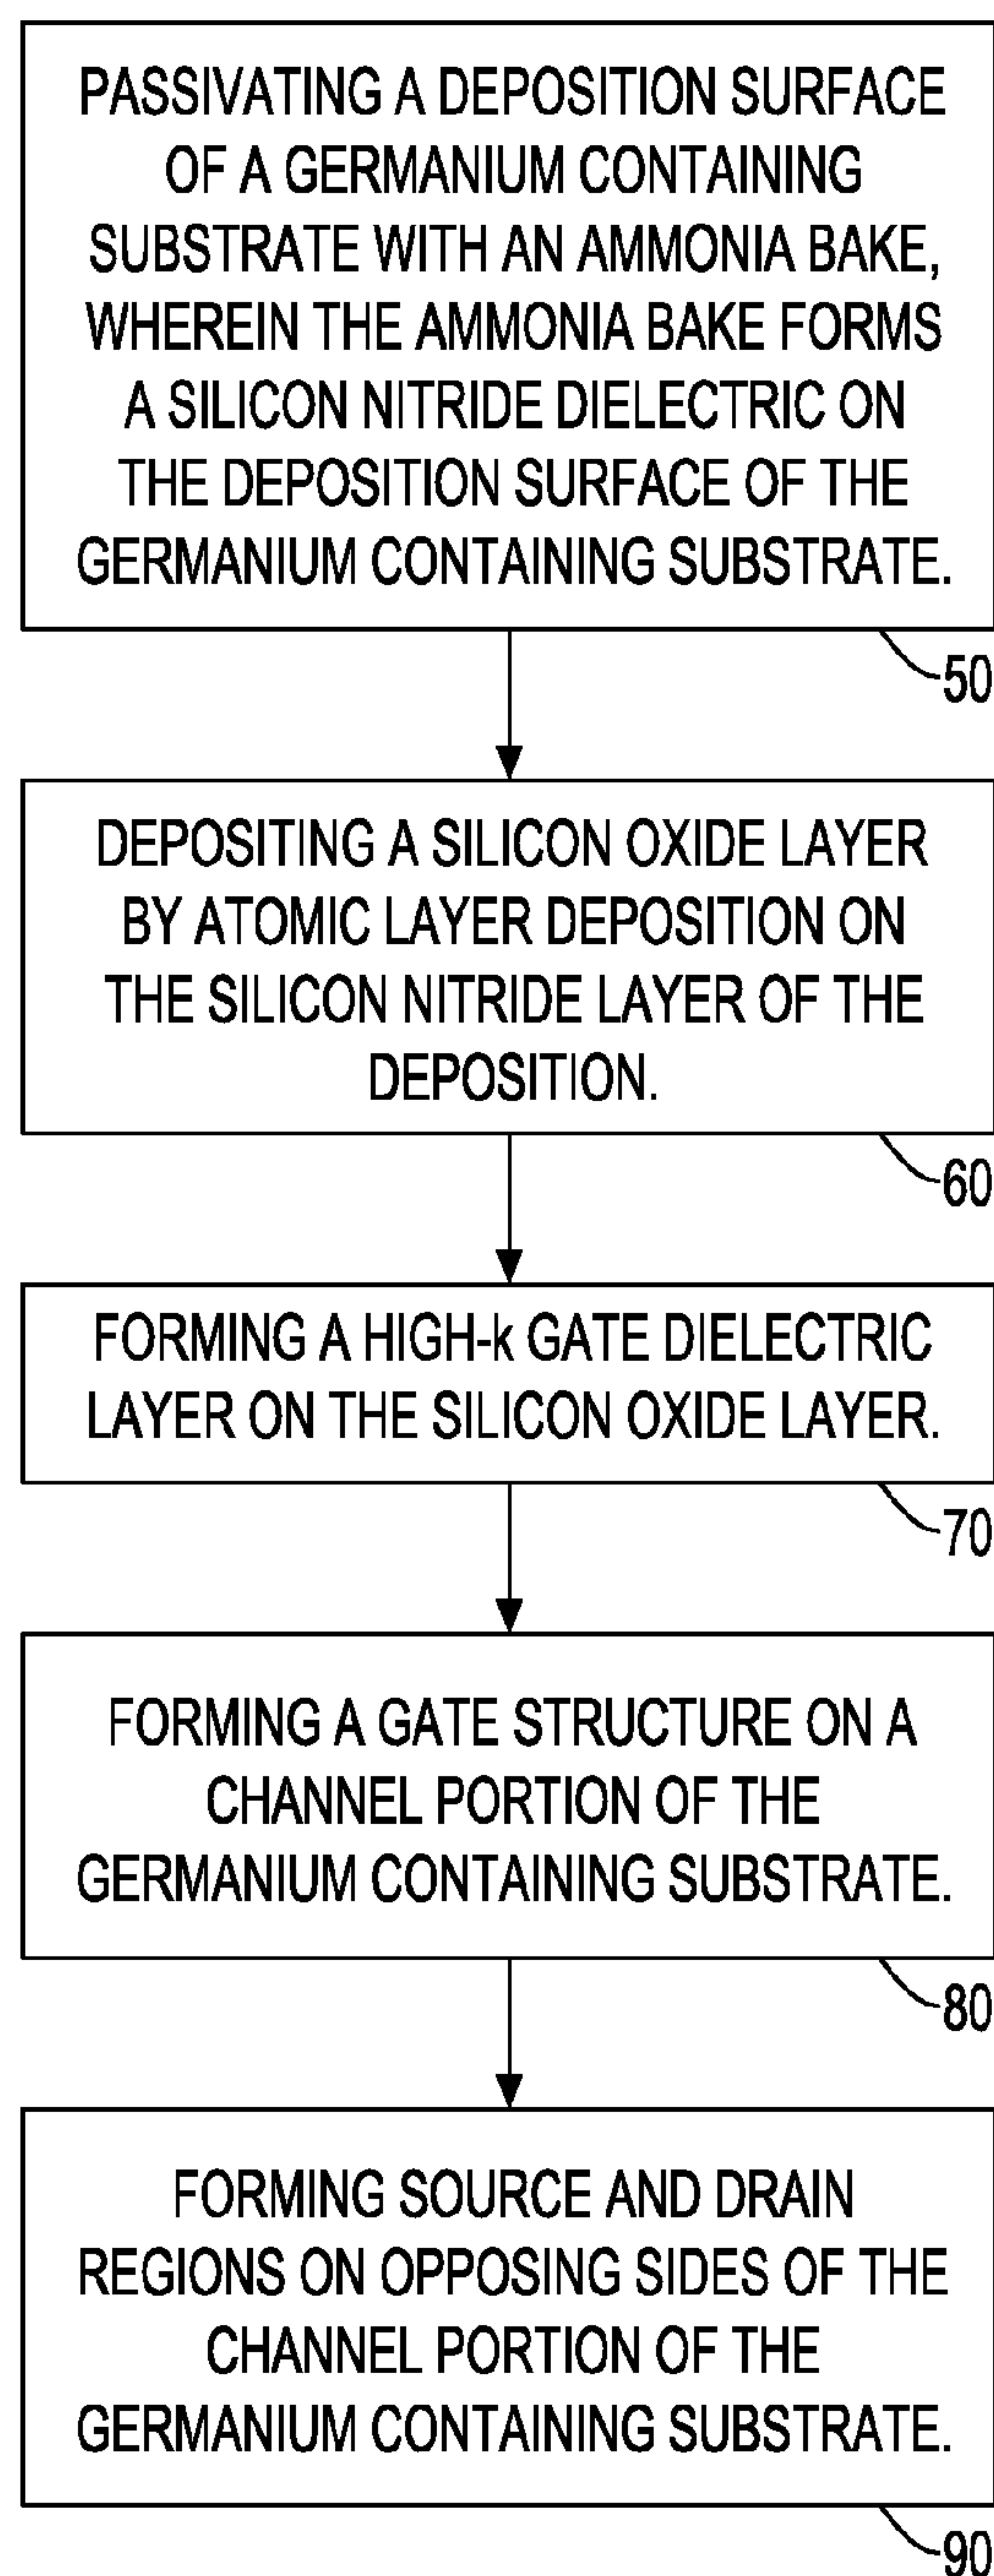 PASSIVATING A DEPOSITION SURFACE
OF A GERMANIUM CONTAINING
SUBSTRATE WITH AN AMMONIA BAKE,
WHEREIN THE AMMONIA BAKE FORMS
A SILICON NITRIDE DIELECTRIC ON
THE DEPOSITION SURFACE OF THE
GERMANIUM CONTAINING SUBSTRATE.
50
DEPOSITING A SILICON OXIDE LAYER
BY ATOMIC LAYER DEPOSITION ON
THE SILICON NITRIDE LAYER OF THE
DEPOSITION.
60
FORMING A HIGH-k GATE DIELECTRIC
LAYER ON THE SILICON OXIDE LAYER.
70
FORMING A GATE STRUCTURE ON A
CHANNEL PORTION OF THE
GERMANIUM CONTAINING SUBSTRATE.
80
FORMING SOURCE AND DRAIN
REGIONS ON OPPOSING SIDES OF THE
CHANNEL PORTION OF THE
GERMANIUM CONTAINING SUBSTRATE.
90